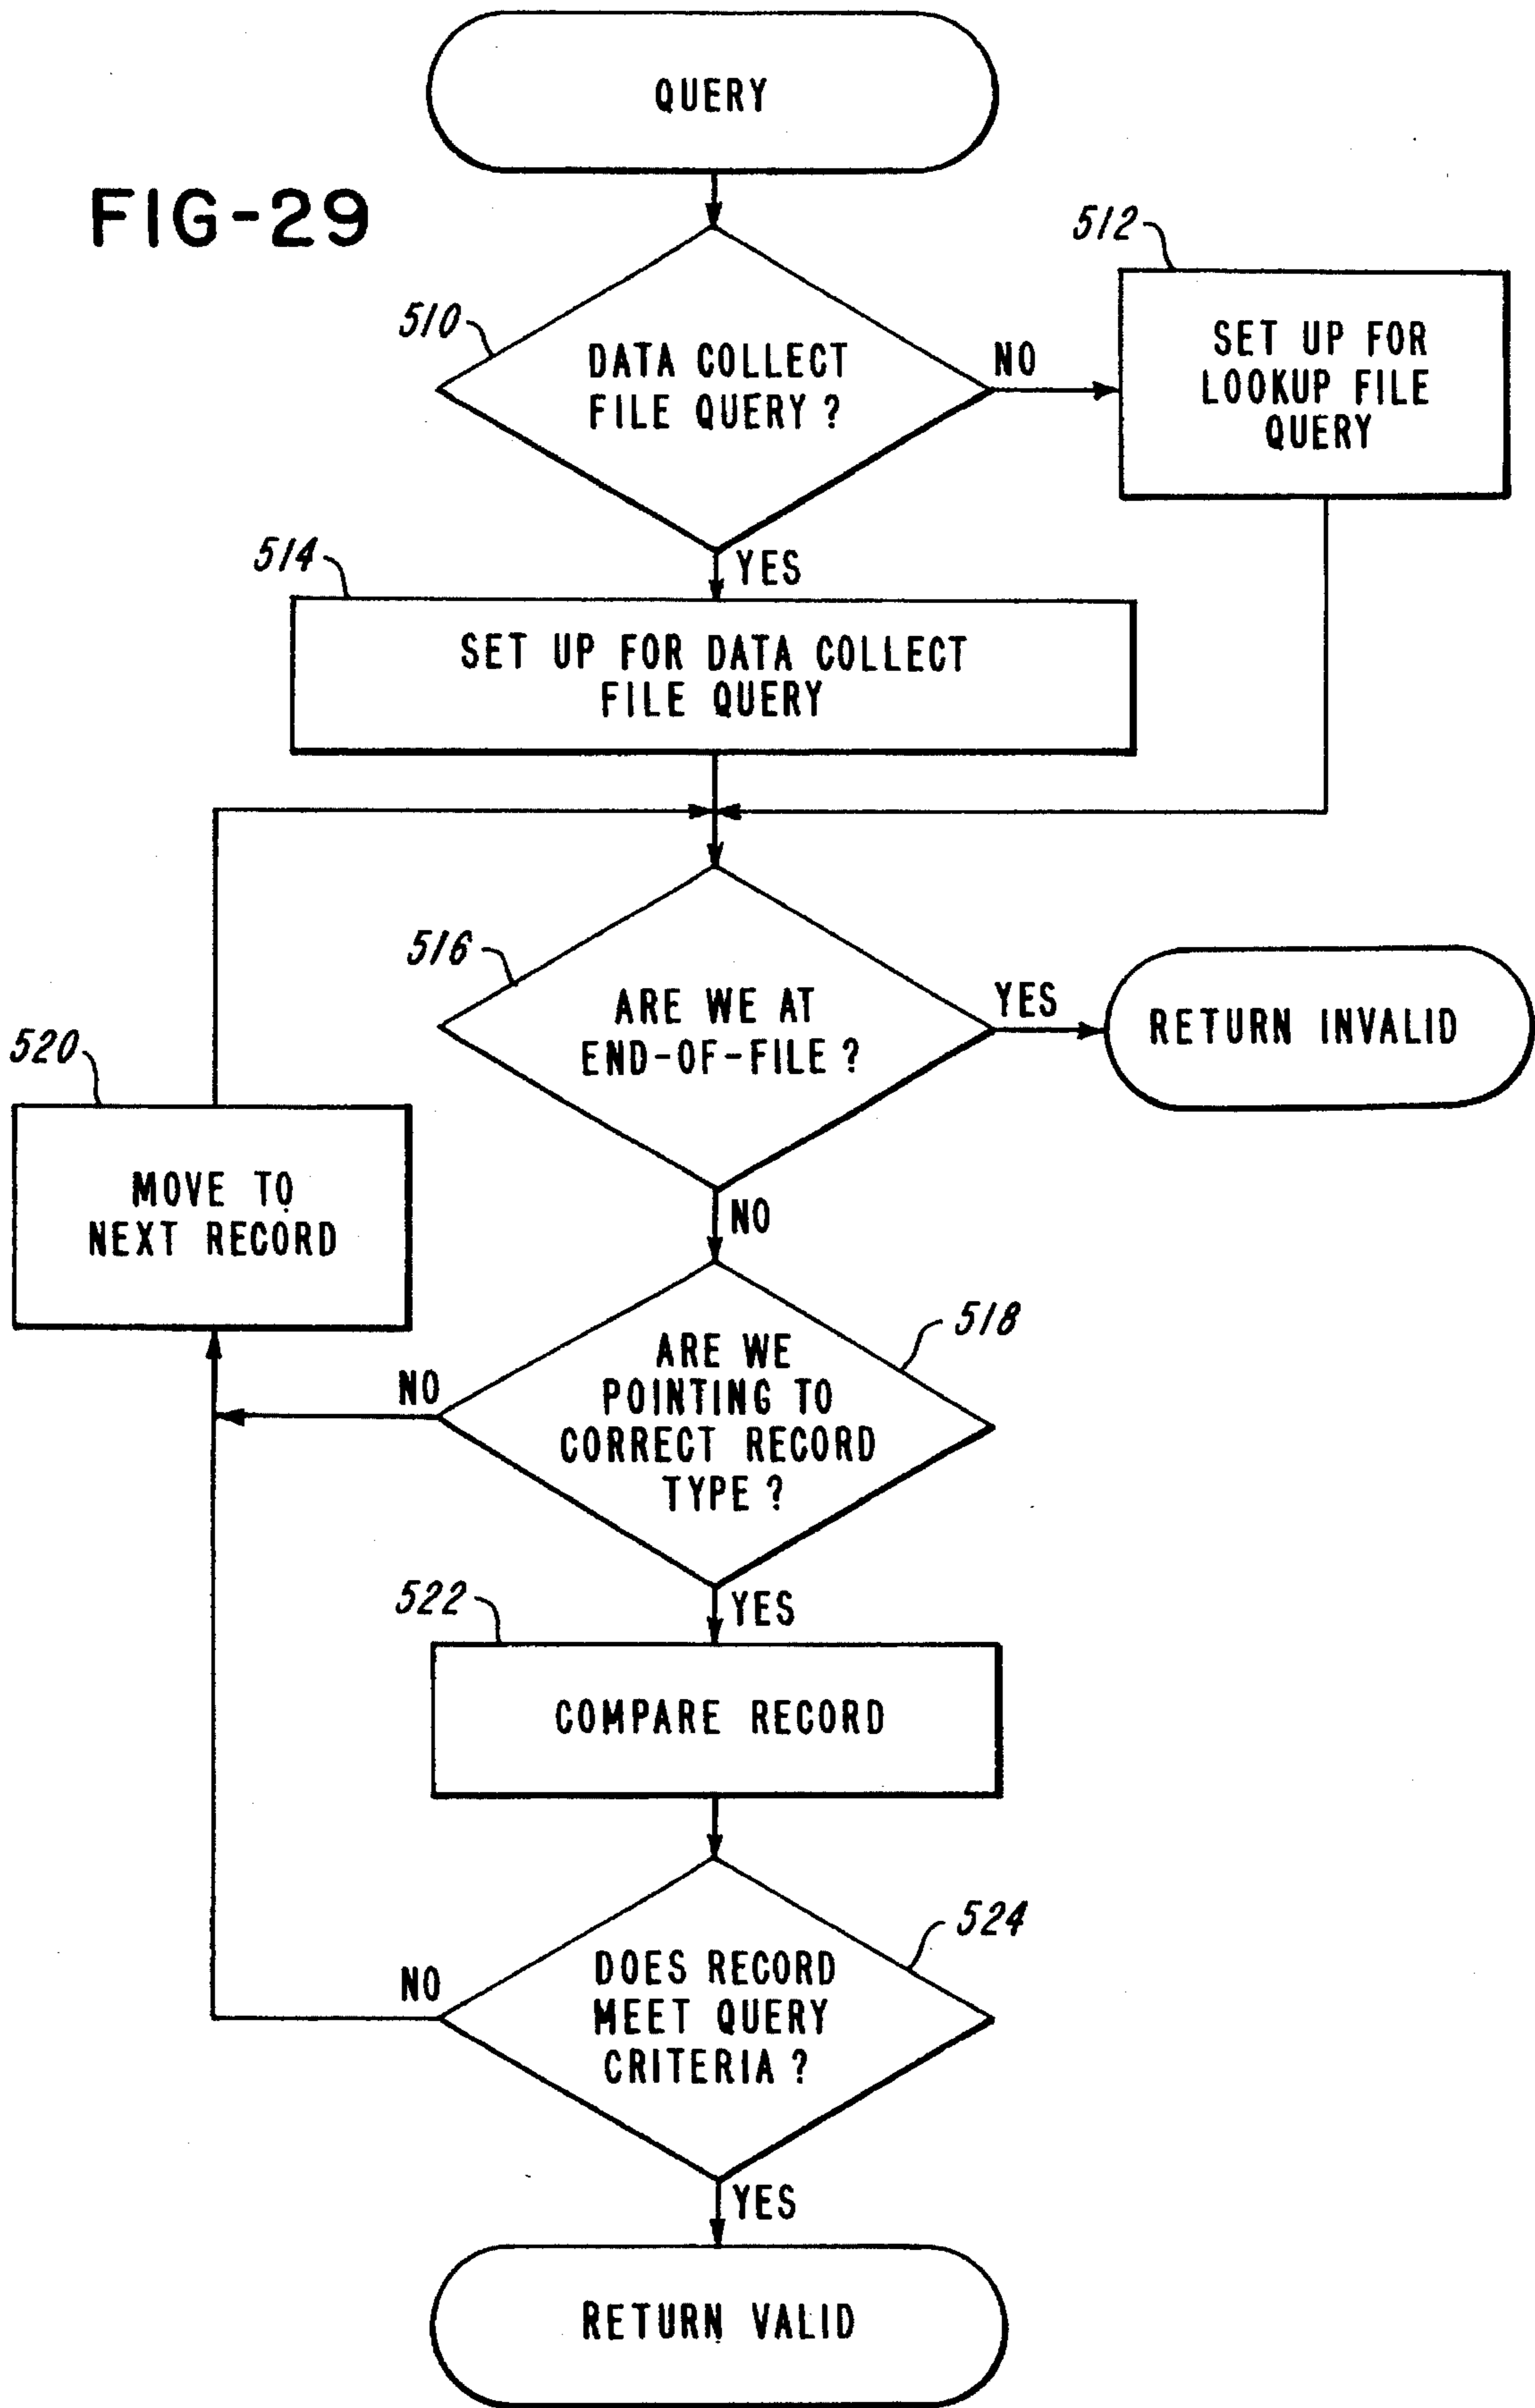 QUERY
FIG-29
512
510
DATA COLLECT
FILE QUERY ?
NO
SET UP FOR
LOOKUP FILE
QUERY
514
YES
SET UP FOR DATA COLLECT
FILE QUERY
516
ARE WE AT
END-OF-FILE ?
YES
RETURN INVALID
520
MOVE TO
NEXT RECORD
NO
518
ARE WE
POINTING TO
CORRECT RECORD
TYPE ?
NO
522
YES
COMPARE RECORD
524
DOES RECORD
MEET QUERY
CRITERIA ?
NO
YES
RETURN VALID